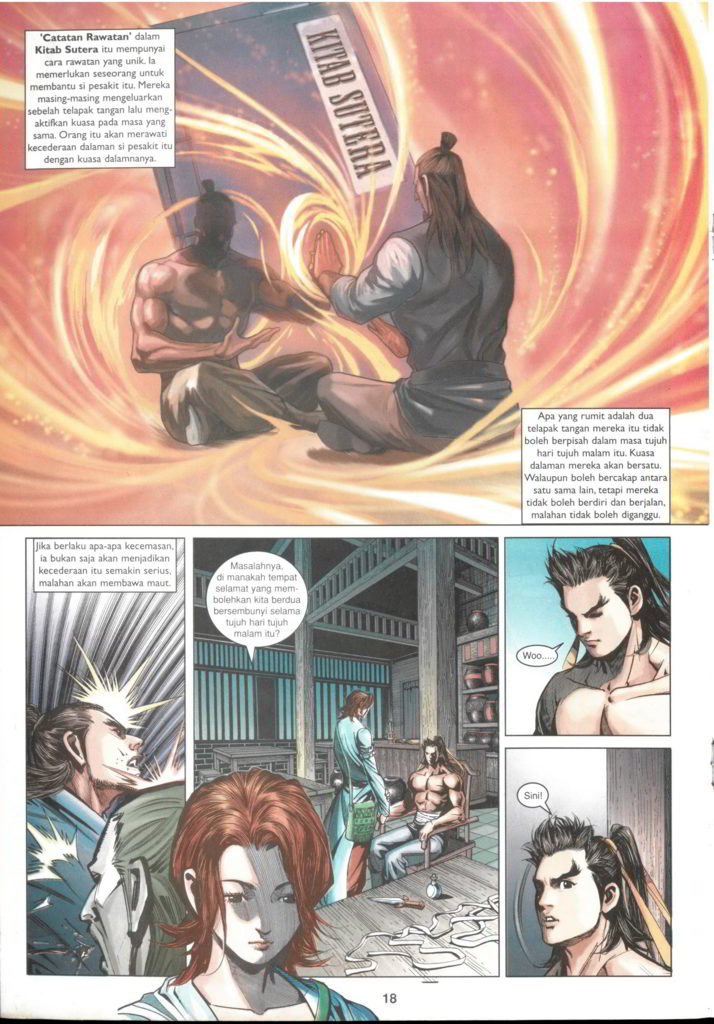 'Catatan Rawatan' dalam
Kitab Sutera itu mempunyai
cara rawatan yang unik. Ia
memerlukan seseorang untuk
membantu si pesakit itu. Mereka
masing-masing mengeluarkan
sebelah telapak tangan lalu meng-
aktifkan kuasa pada masa yang
sama. Orang itu akan merawati
kecederaan dalaman si pesakit itu
dengan kuasa dalamnya.
KITAB SUTERA
Apa yang rumit adalah dua
telapak tangan mereka itu tidak
boleh berpisah dalam masa tujuh
hari tujuh malam itu. Kuasa
dalaman mereka akan bersatu.
Walaupun boleh bercakap antara
satu sama lain, tetapi mereka
tidak boleh berdiri dan berjalan,
malahan tidak boleh diganggu.
Jika berlaku apa-apa kecemasan,
ia bukan saja akan menjadikan
kecederaan itu semakin serius,
malahan akan membawa maut.
Masalahnya,
di manakah tempat
selamat yang mem-
bolehkan kita berdua
bersembunyi selama
tujuh hari tujuh
malam itu?
Woo.....
Sini!
18